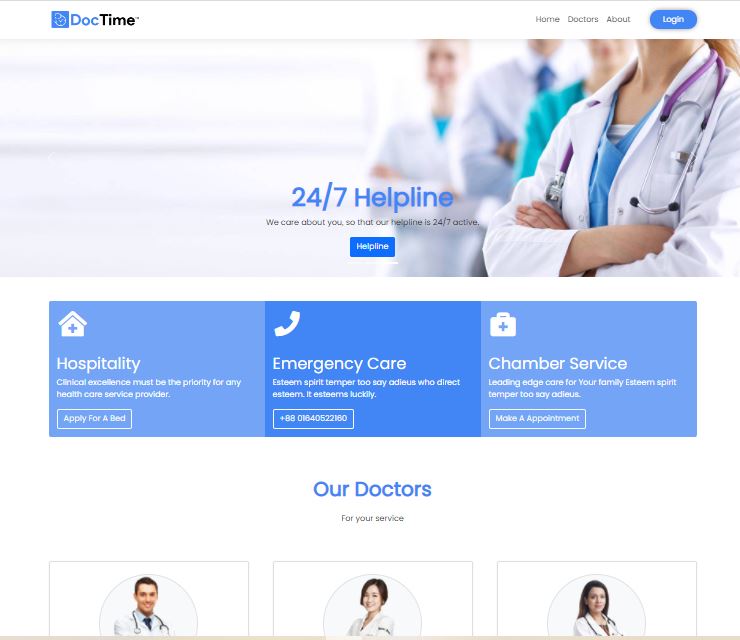 DocTime™
Home Doctors About Login
24/7 Helpline
We care about you, so that our helpline is 24/7 active.
Helpline
Hospitality
Clinical excellence must be the priority for any
health care service provider.
Apply For A Bed
Emergency Care
Esteem spirit temper too say adieus who direct
esteem. It esteems luckily.
+88 01640522160
Chamber Service
Leading edge care for Your family Esteem spirit
temper too say adieus.
Make A Appointment
Our Doctors
For your service